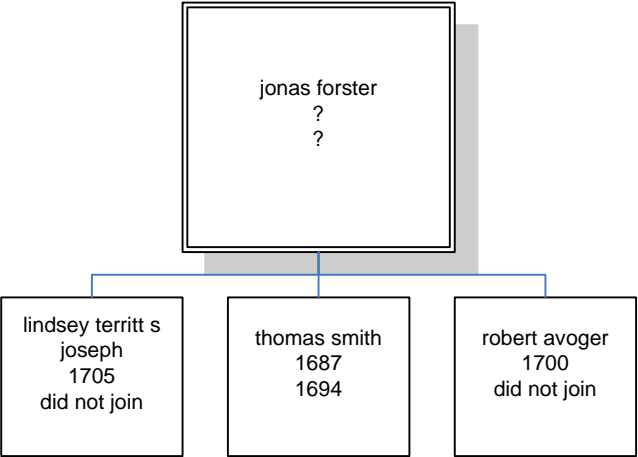 jonas forster
?
?
lindsey territt s
joseph
1705
did not join
thomas smith
1687
1694
robert avoger
1700
did not join